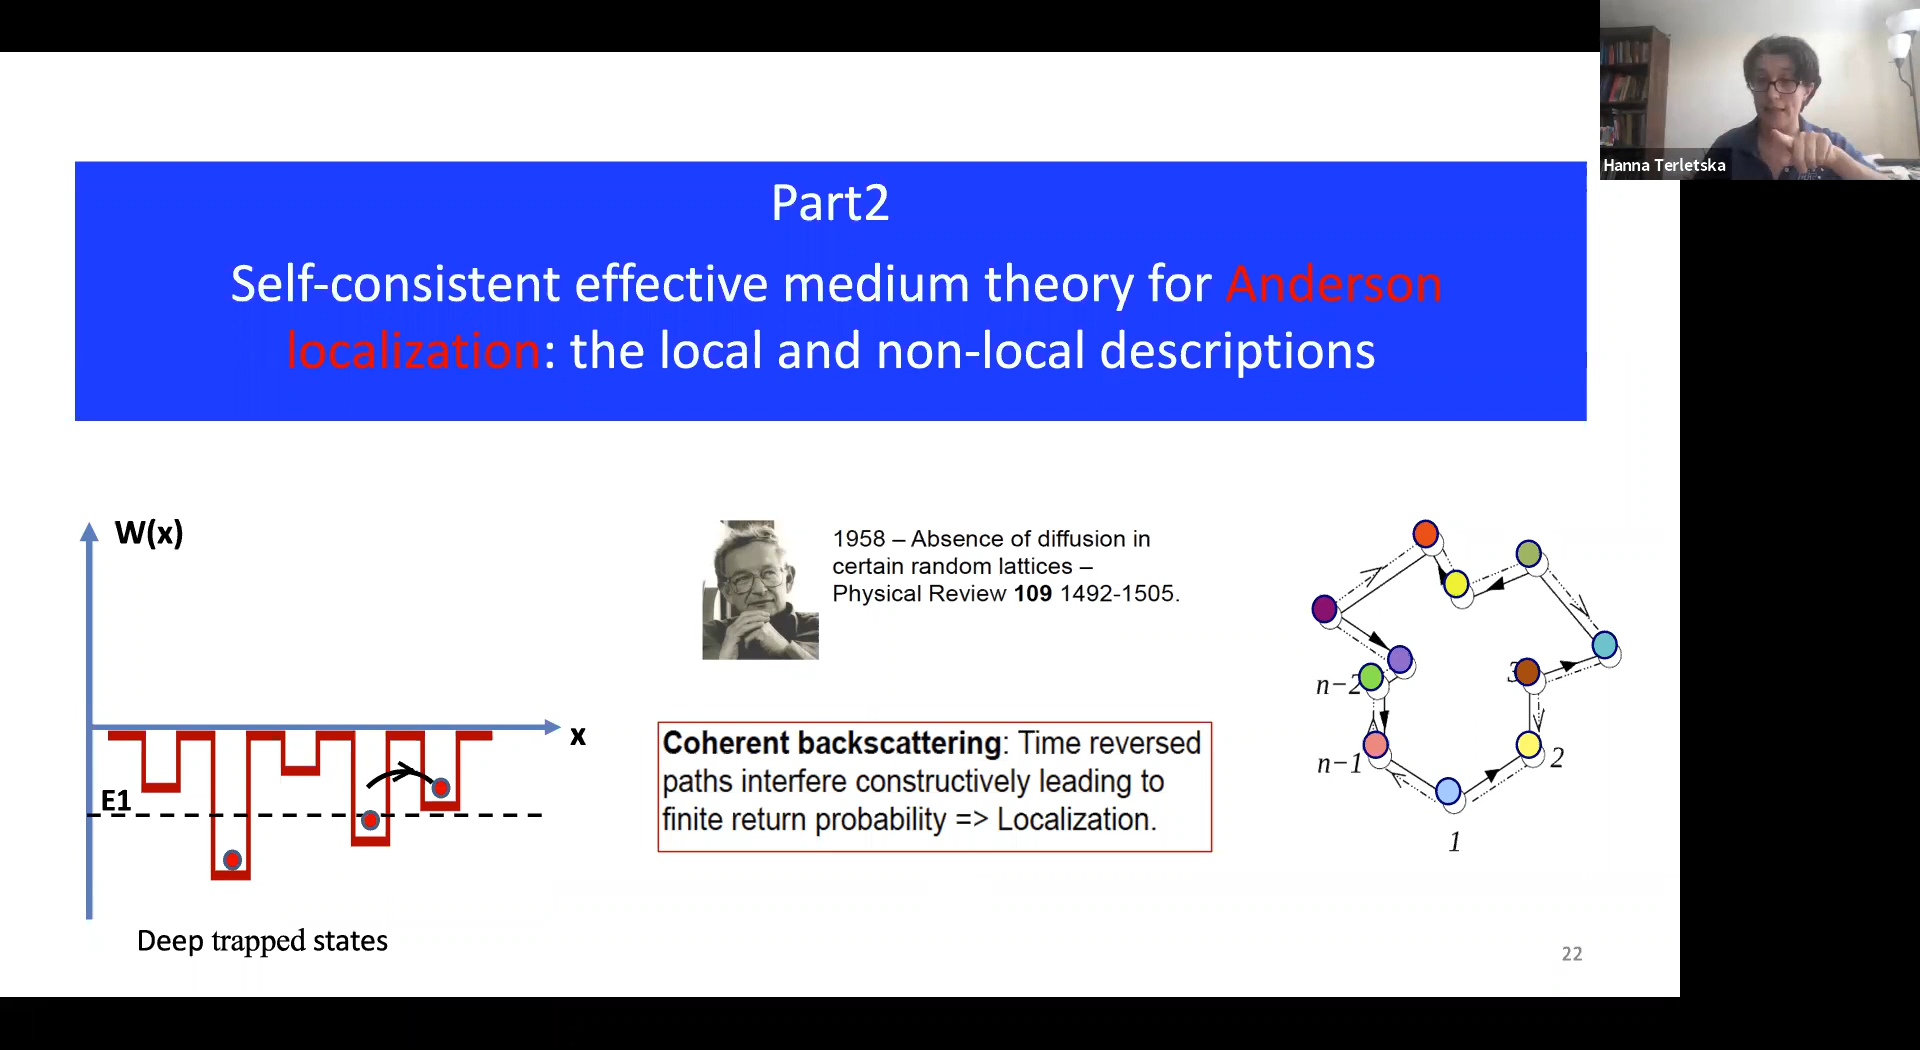 Hanna Terletska
Part2
Self-consistent effective medium theory for Anderson
localization: the local and non-local descriptions
W(x)
x
E1
Deep trapped states
1958 – Absence of diffusion in
certain random lattices –
Physical Review 109 1492-1505.
Coherent backscattering: Time reversed
paths interfere constructively leading to
finite return probability => Localization.
n−2
3
n−1
2
1
22